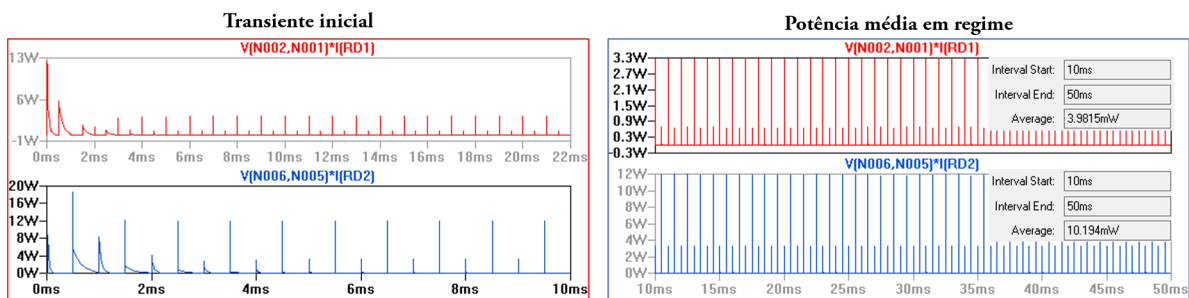 Transiente inicial
V(N002,N001)*I(RD1)
13W
6W
-1W
0ms 2ms 4ms 6ms 8ms 10ms 12ms 14ms 16ms 18ms 20ms 22ms
V(N006,N005)*I(RD2)
20W
16W
12W
8W
4W
0W
0ms 2ms 4ms 6ms 8ms 10ms
Potência média em regime
V(N002,N001)*I(RD1)
3.3W
2.7W
2.1W
1.5W
0.9W
0.3W
-0.3W
Interval Start: 10ms
Interval End: 50ms
Average: 3.9815mW
V(N006,N005)*I(RD2)
12W
10W
8W
6W
4W
2W
0W
Interval Start: 10ms
Interval End: 50ms
Average: 10.194mW
10ms 15ms 20ms 25ms 30ms 35ms 40ms 45ms 50ms